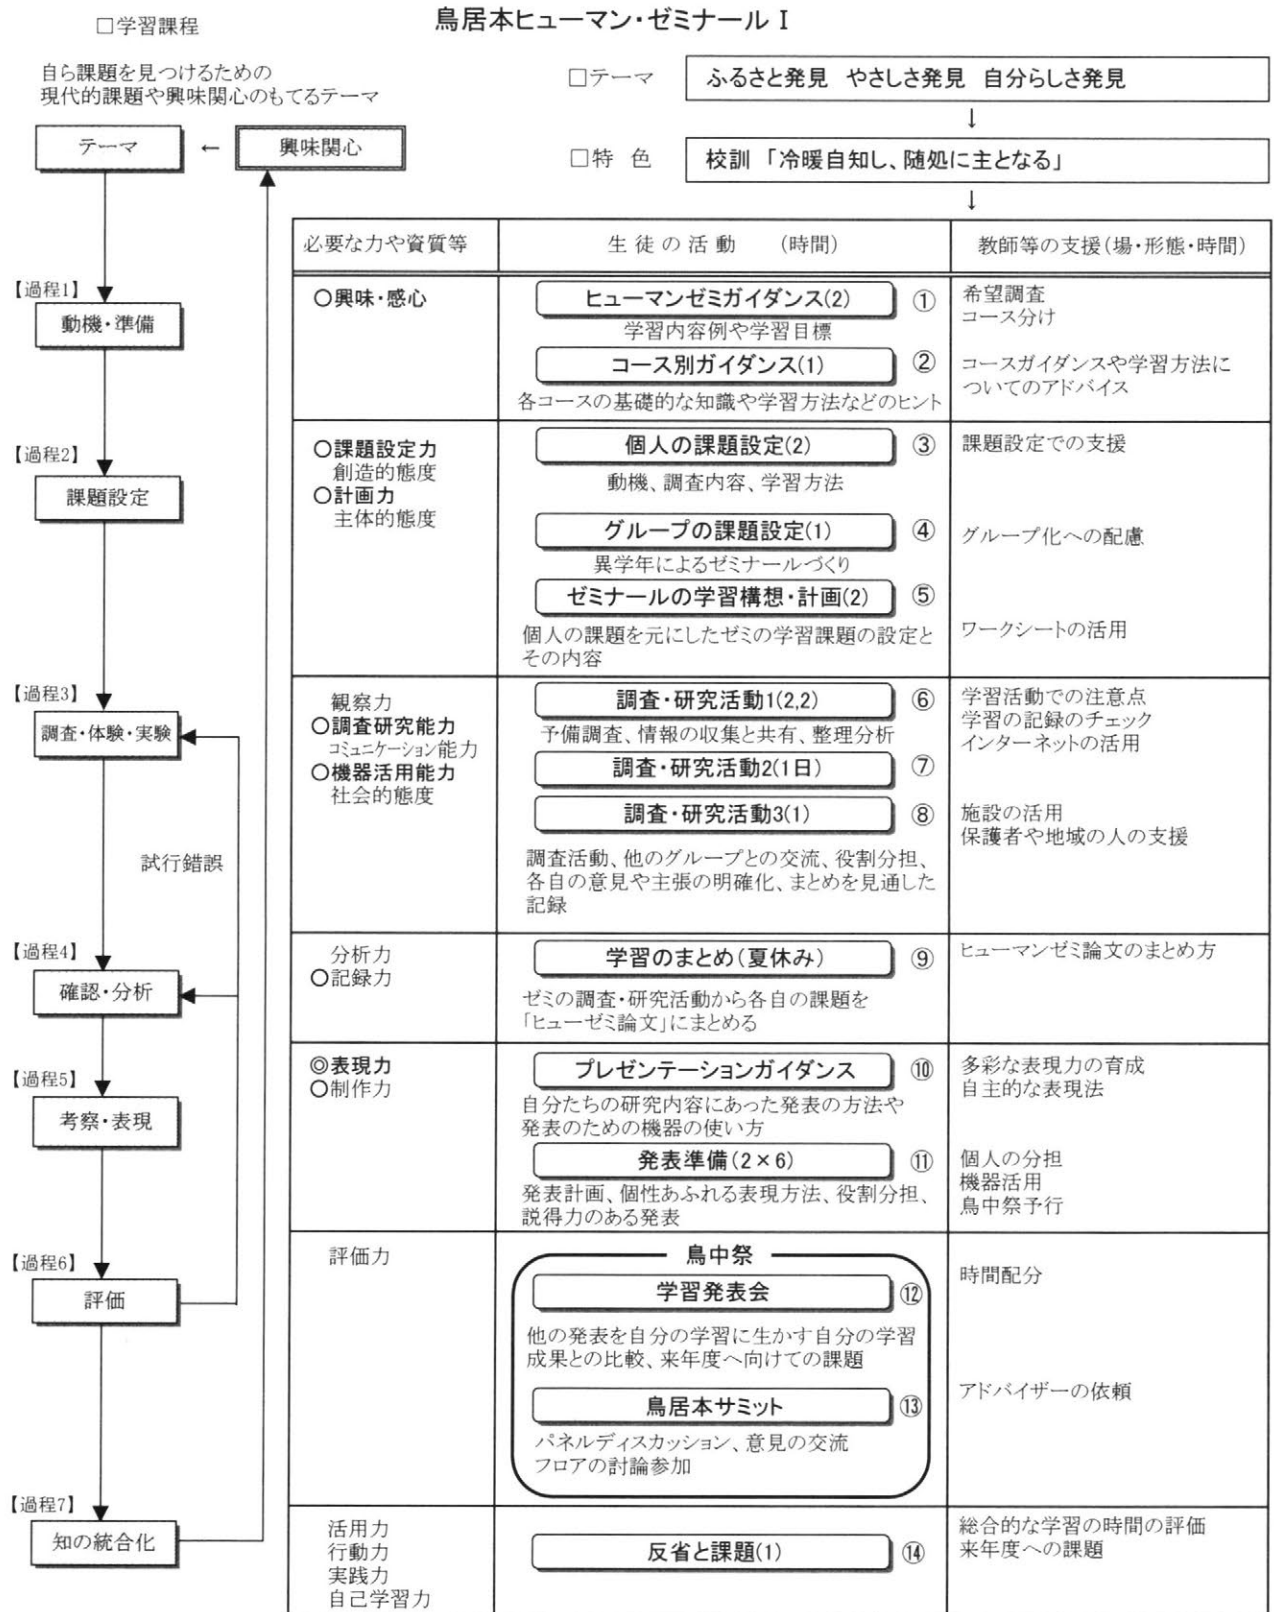 鳥居本ヒューマン・ゼミナールⅠ
□学習課程
自ら課題を見つけるための
現代的課題や興味関心のもてるテーマ
テーマ ← 興味関心
□テーマ ふるさと発見 やさしさ発見 自分らしさ発見
↓
□特 色 校訓 「冷暖自知し、随処に主となる」
↓
必要な力や資質等 生徒の活動 (時間) 教師等の支援(場・形態・時間)
【過程1】
動機・準備
○興味・感心
ヒューマンゼミガイダンス(2) ①
学習内容例や学習目標
希望調査
コース分け
コース別ガイダンス(1) ②
各コースの基礎的な知識や学習方法などのヒント
コースガイダンスや学習方法に
ついてのアドバイス
【過程2】
課題設定
○課題設定力
創造的態度
○計画力
主体的態度
個人の課題設定(2) ③
動機、調査内容、学習方法
課題設定での支援
グループの課題設定(1) ④
異学年によるゼミナールづくり
グループ化への配慮
ゼミナールの学習構想・計画(2) ⑤
個人の課題を元にしたゼミの学習課題の設定と
その内容
ワークシートの活用
【過程3】
調査・体験・実験
観察力
○調査研究能力
コミュニケーション能力
○機器活用能力
社会的態度
調査・研究活動1(2,2) ⑥
予備調査、情報の収集と共有、整理分析
学習活動での注意点
学習の記録のチェック
インターネットの活用
調査・研究活動2(1日) ⑦
調査・研究活動3(1) ⑧
調査活動、他のグループとの交流、役割分担、
各自の意見や主張の明確化、まとめを見通した
記録
施設の活用
保護者や地域の人の支援
試行錯誤
【過程4】
確認・分析
分析力
○記録力
学習のまとめ(夏休み) ⑨
ゼミの調査・研究活動から各自の課題を
「ヒューゼミ論文」にまとめる
ヒューマンゼミ論文のまとめ方
【過程5】
考察・表現
◎表現力
○制作力
プレゼンテーションガイダンス ⑩
自分たちの研究内容にあった発表の方法や
発表のための機器の使い方
多彩な表現力の育成
自主的な表現法
発表準備(2×6) ⑪
発表計画、個性あふれる表現方法、役割分担、
説得力のある発表
個人の分担
機器活用
鳥中祭予行
【過程6】
評価
評価力
鳥中祭
学習発表会 ⑫
他の発表を自分の学習に生かす自分の学習
成果との比較、来年度へ向けての課題
時間配分
鳥居本サミット ⑬
パネルディスカッション、意見の交流
フロアの討論参加
アドバイザーの依頼
【過程7】
知の統合化
活用力
行動力
実践力
自己学習力
反省と課題(1) ⑭
総合的な学習の時間の評価
来年度への課題